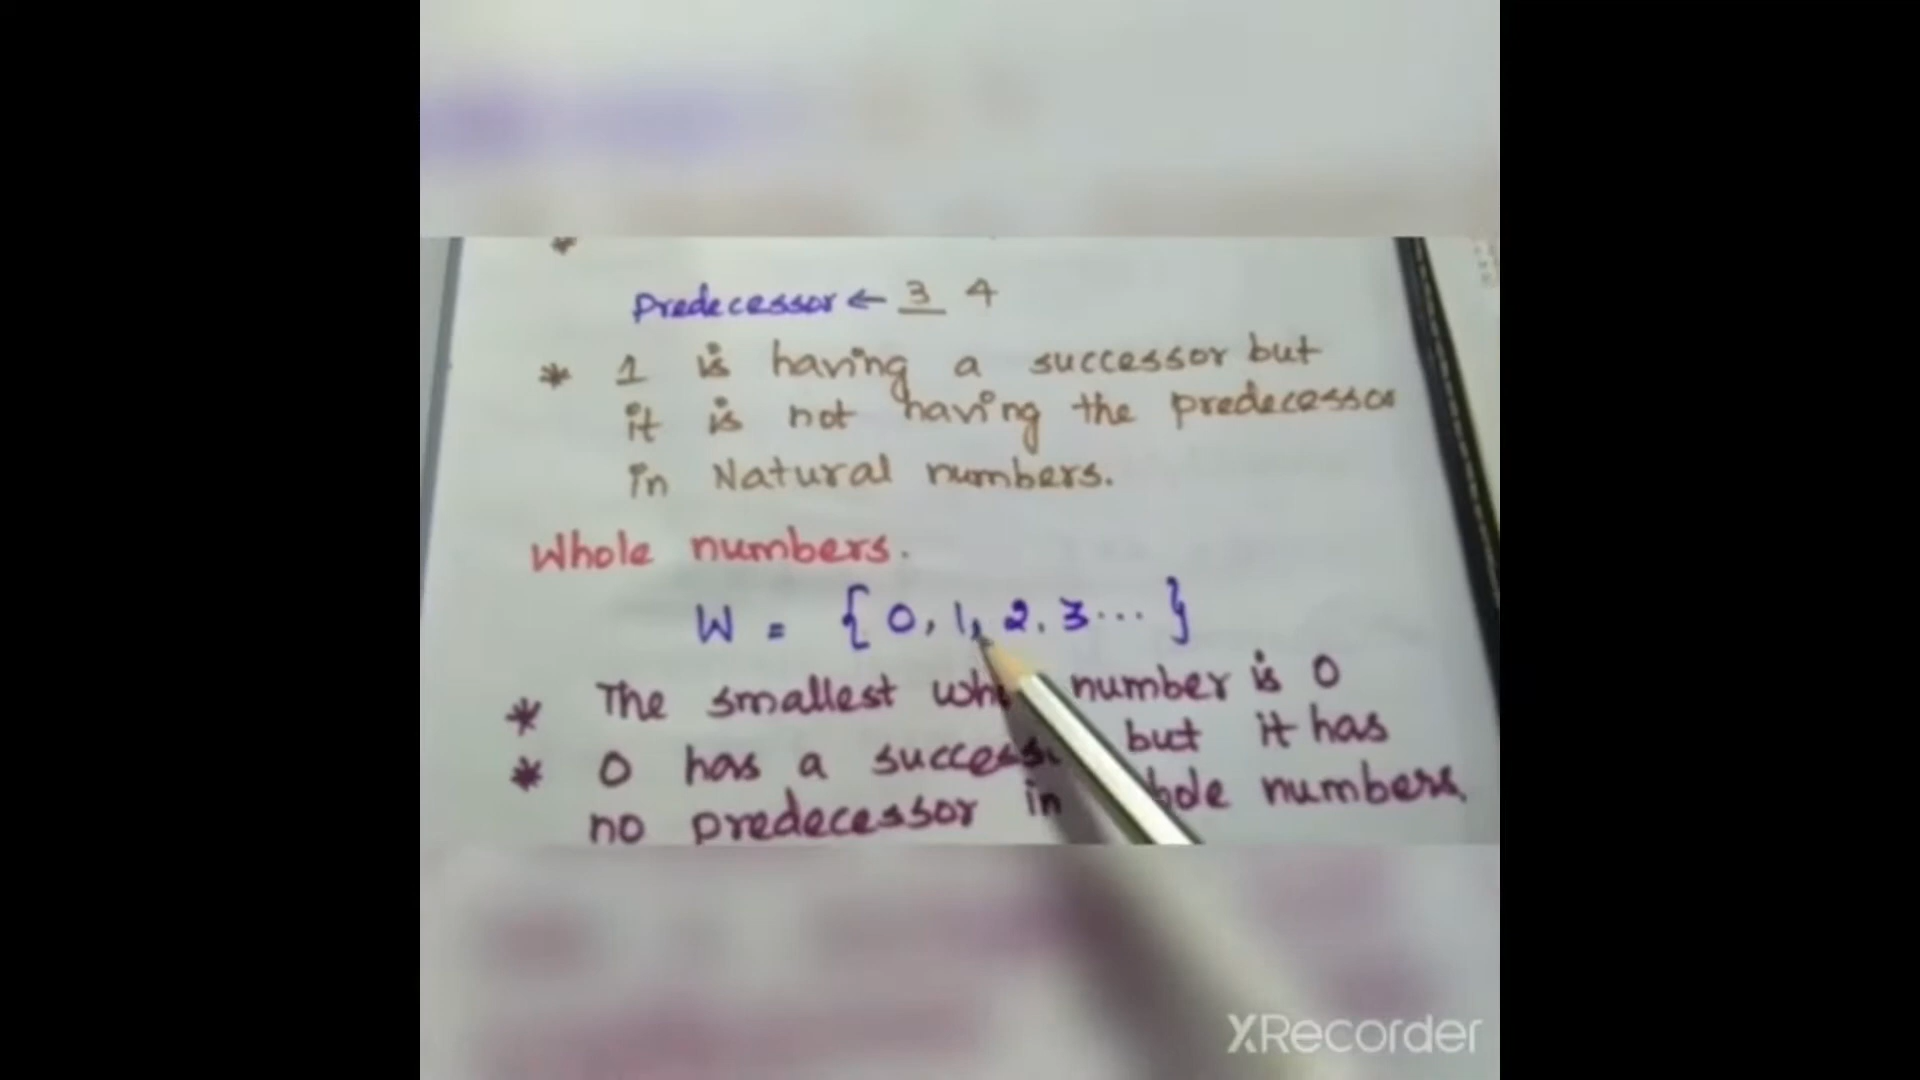 *
Predecessor ← 3 4
* 1 is having a successor but
it is not having the predecessor
in Natural numbers.
Whole numbers.
W = { 0, 1, 2, 3... }
* The smallest number is 0
* 0 has a but it has
no predecessor in numbers.
XRecorder